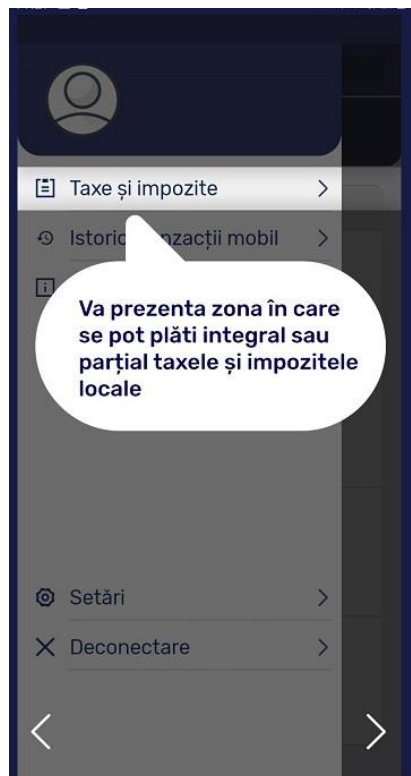 Taxe și impozite
Istoric nzacții mobil
Va prezenta zona în care
se pot plăti integral sau
parțial taxele și impozitele
locale
Setări
Deconectare